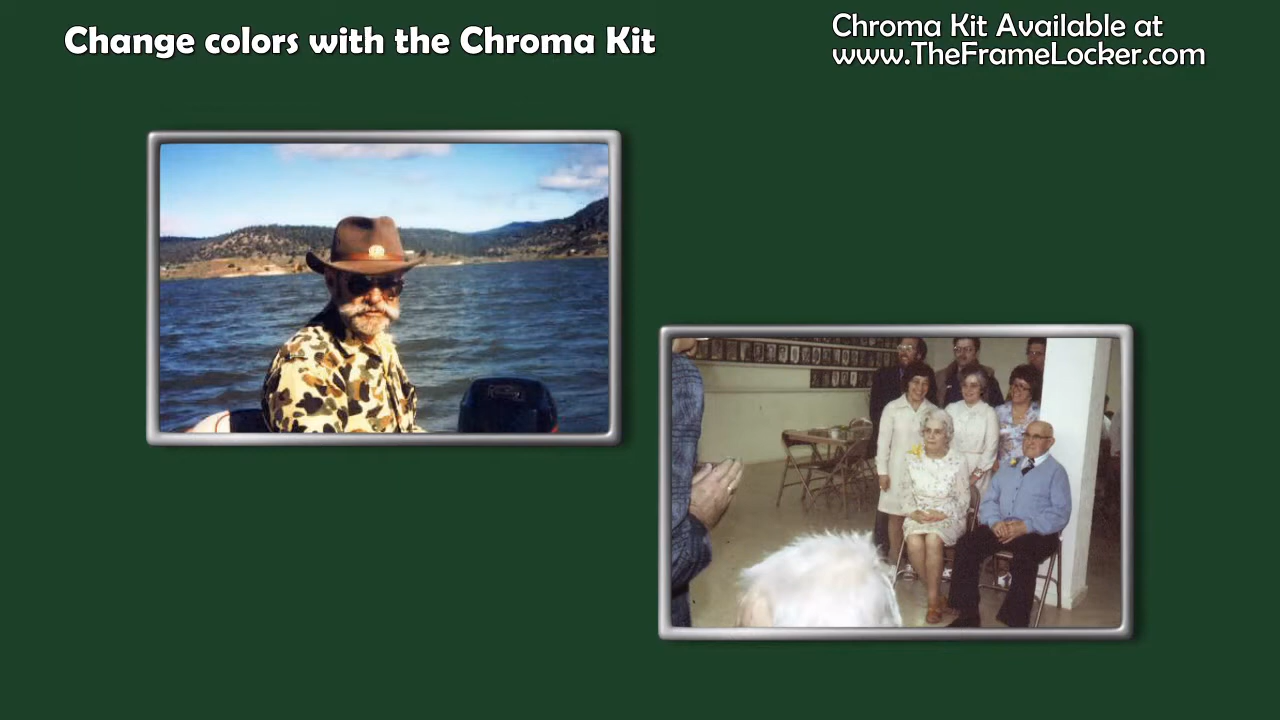 Change colors with the Chroma Kit
Chroma Kit Available at
www.TheFrameLocker.com